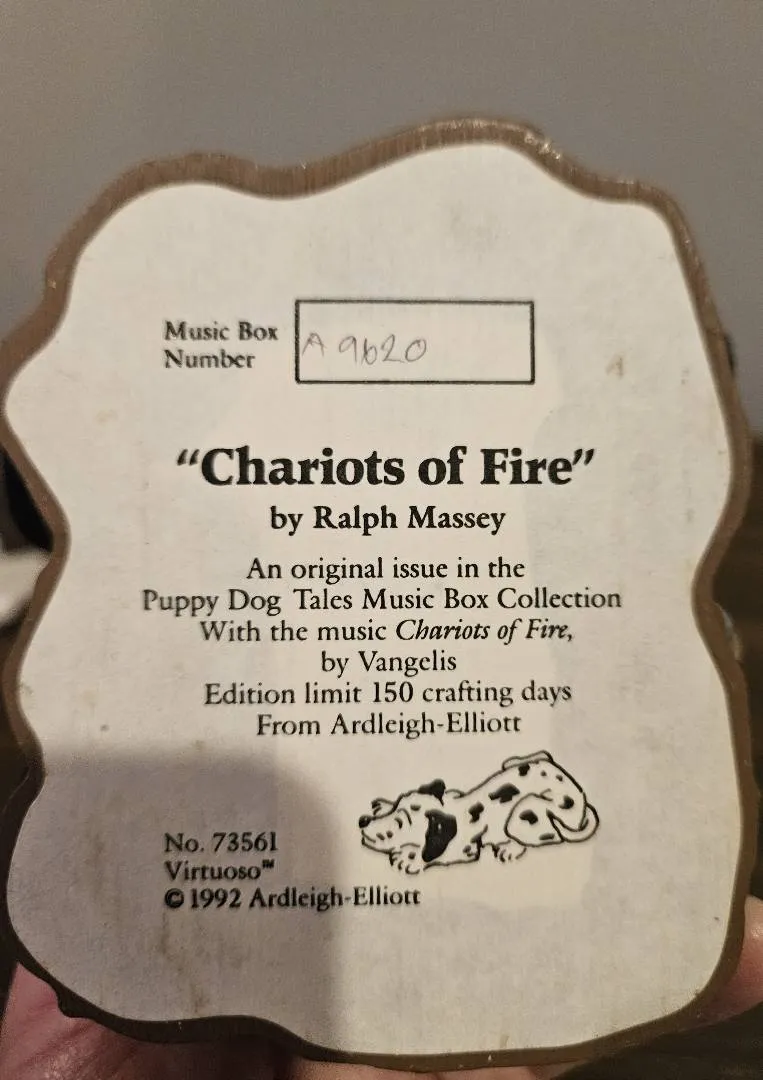 Music Box
Number
A 9620
"Chariots of Fire"
by Ralph Massey
An original issue in the
Puppy Dog Tales Music Box Collection
With the music Chariots of Fire,
by Vangelis
Edition limit 150 crafting days
From Ardleigh-Elliott
No. 73561
Virtuoso™
© 1992 Ardleigh-Elliott